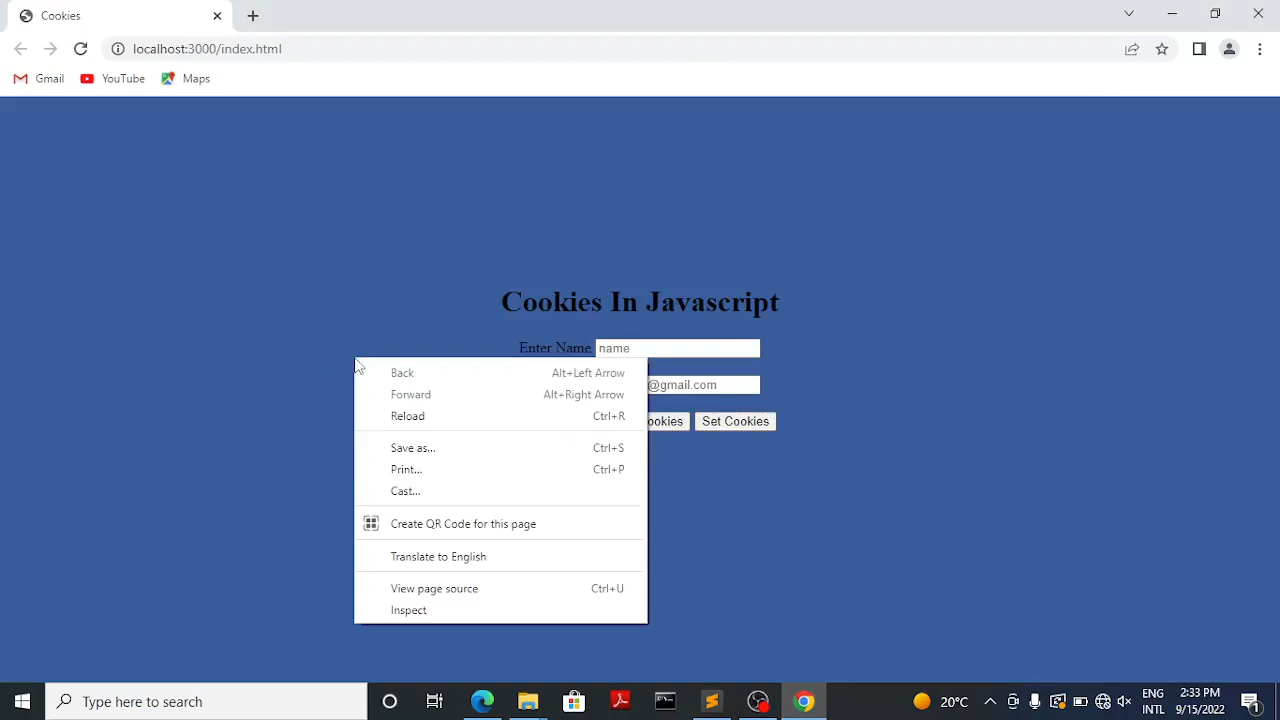 Cookies
localhost:3000/index.html
Gmail YouTube Maps
Cookies In Javascript
Enter Name name
@gmail.com
ookies Set Cookies
Back Alt+Left Arrow
Forward Alt+Right Arrow
Reload Ctrl+R
Save as... Ctrl+S
Print... Ctrl+P
Cast...
Create QR Code for this page
Translate to English
View page source Ctrl+U
Inspect
Type here to search
20°C
ENG
INTL
2:33 PM
9/15/2022
1